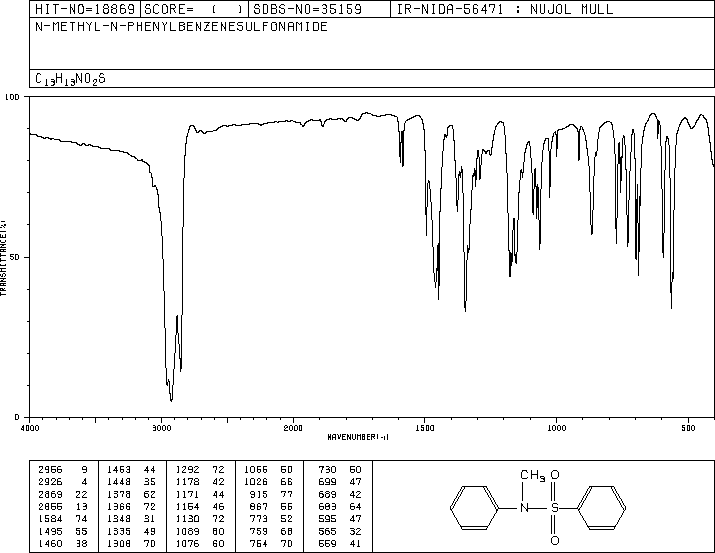 HIT-NO=18869 SCORE= ( ) SDBS-NO=35159 IR-NIDA-56471 : NUJOL MULL
N-METHYL-N-PHENYLBENZENESULFONAMIDE
C13H13NO2S
100
50
0
TRANSMITTANCE(%)
4000 3000 2000 1500 1000 500
WAVENUMBER(-1)
2956 9 1453 44 1292 72 1066 50 730 50
2926 4 1448 35 1178 42 1026 66 699 47
2869 22 1378 62 1171 44 915 77 689 42
2855 13 1366 72 1154 46 867 55 683 64
1584 74 1348 31 1130 72 773 52 595 47
1495 55 1335 49 1089 60 759 68 565 32
1460 38 1308 70 1076 60 754 70 559 41
CH3 O
N S
O